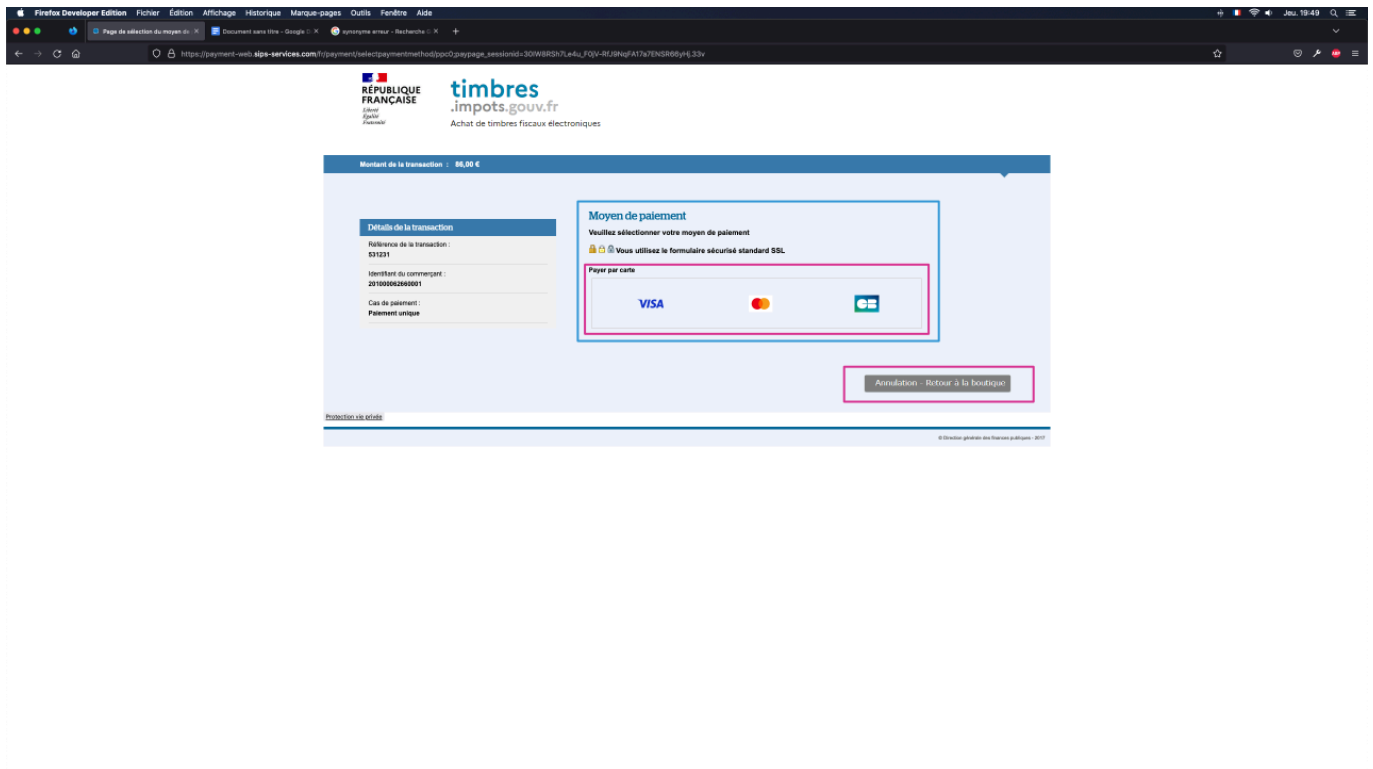 Firefox Developer Edition Fichier Édition Affichage Historique Marque-pages Outils Fenêtre Aide Jeu. 19:49
Page de sélection du moyen de Document sans titre - Google D synonyme erreur - Recherche G
https://payment-web.sips-services.com/fr/payment/selectpaymentmethod/ppc0;paypage_sessionid=
RÉPUBLIQUE
FRANÇAISE
Liberté
Égalité
Fraternité
timbres
.impots.gouv.fr
Achat de timbres fiscaux électroniques
Montant de la transaction : 86,00 €
Détails de la transaction
Référence de la transaction :
531231
Identifiant du commerçant :
201000062660001
Cas de paiement :
Paiement unique
Moyen de paiement
Veuillez sélectionner votre moyen de paiement
Vous utilisez le formulaire sécurisé standard SSL
Payer par carte
VISA CB
Annulation - Retour à la boutique
Protection vie privée
© Direction générale des finances publiques - 2017